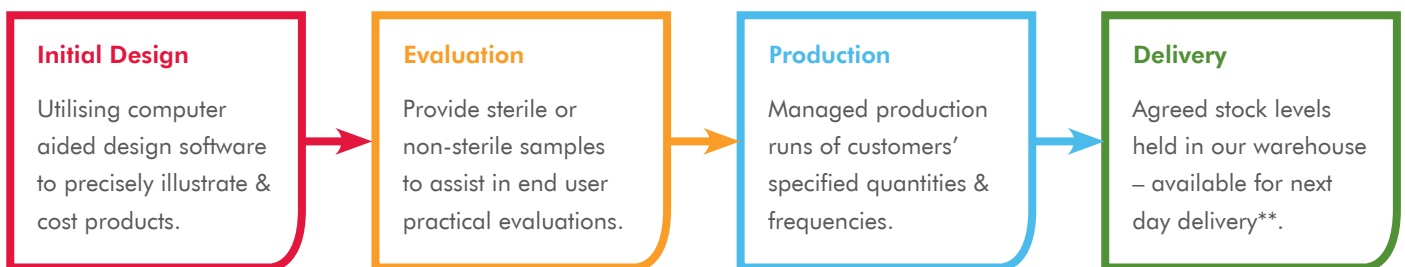 Initial Design
Utilising computer
aided design software
to precisely illustrate &
cost products.
Evaluation
Provide sterile or
non-sterile samples
to assist in end user
practical evaluations.
Production
Managed production
runs of customers’
specified quantities &
frequencies.
Delivery
Agreed stock levels
held in our warehouse
– available for next
day delivery**.